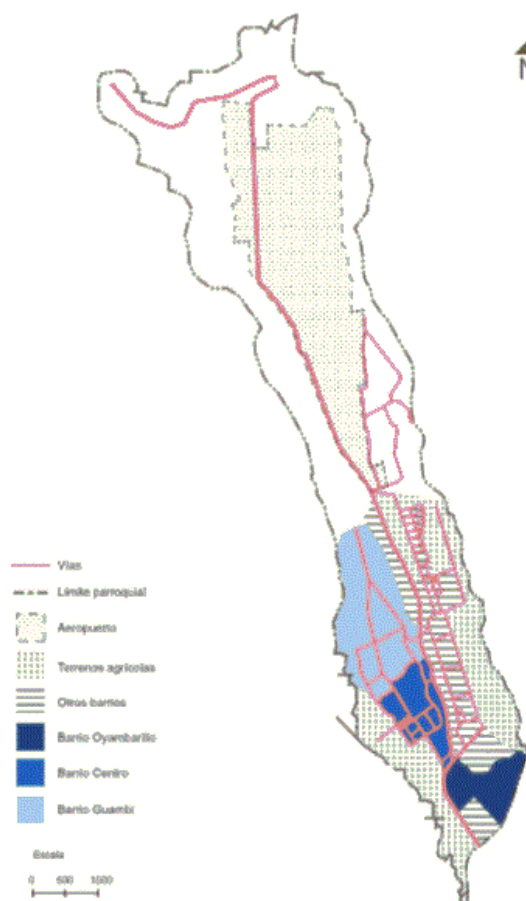 N
Vías
Límite parroquial
Aeropuerto
Terrenos agrícolas
Otros barrios
Barrio Oyambarillo
Barrio Centro
Barrio Guambi
Escala
0 500 1000